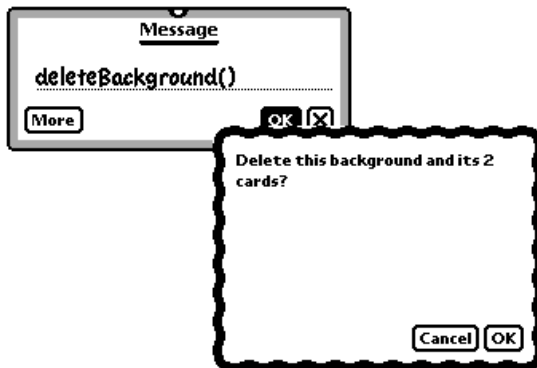 Message
deleteBackground()
More
OK
X
Delete this background and its 2
cards?
Cancel
OK